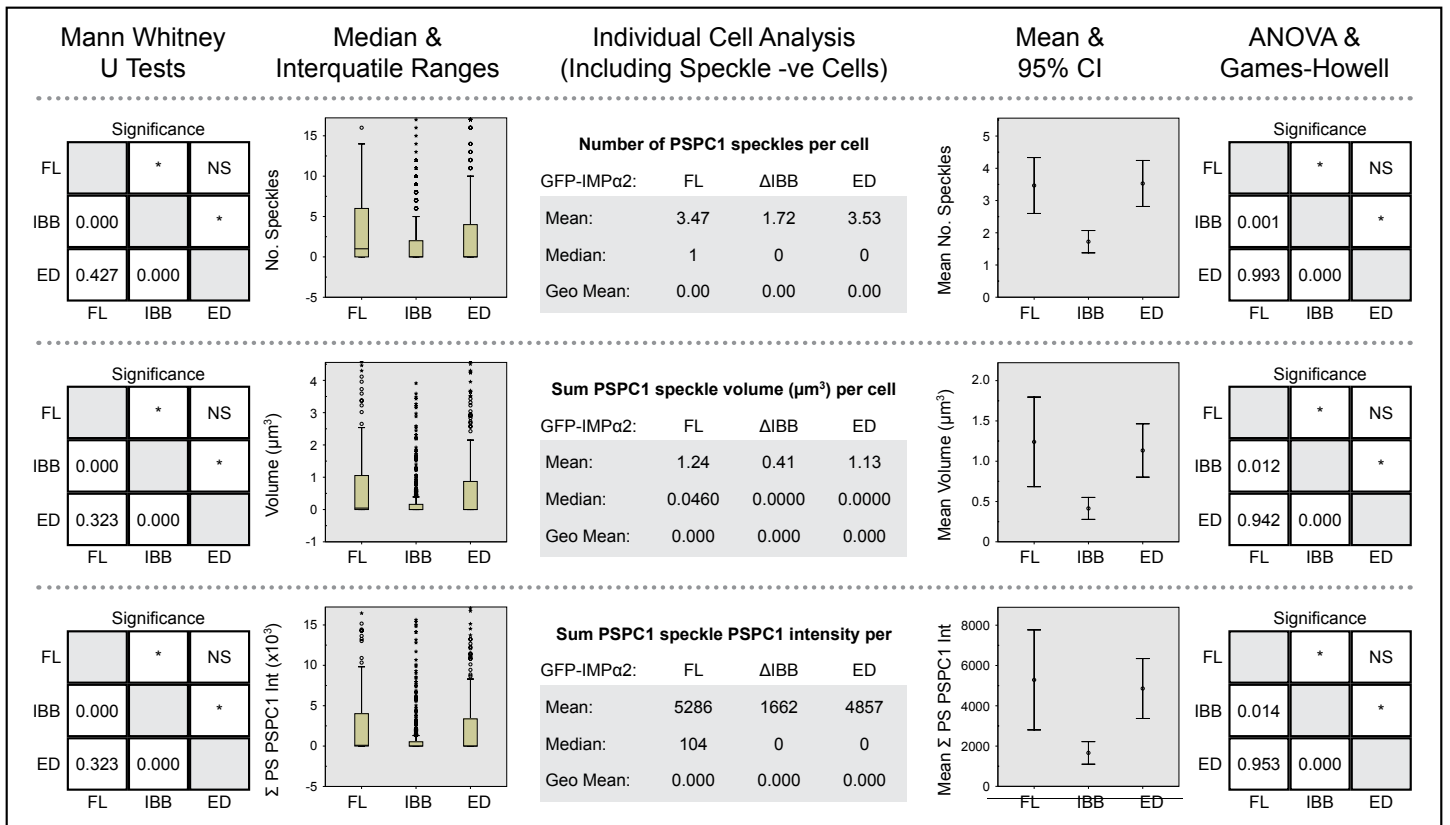 Mann Whitney
U Tests
Median &
Interquatile Ranges
Individual Cell Analysis
(Including Speckle -ve Cells)
Mean &
95% CI
ANOVA &
Games-Howell
Significance
FL * NS
IBB 0.000 *
ED 0.427 0.000
FL IBB ED
No. Speckles
15
10
5
0
-5
FL IBB ED
Number of PSPC1 speckles per cell
GFP-IMPα2: FL ΔIBB ED
Mean: 3.47 1.72 3.53
Median: 1 0 0
Geo Mean: 0.00 0.00 0.00
Mean No. Speckles
5
4
3
2
1
0
FL IBB ED
Significance
FL * NS
IBB 0.001 *
ED 0.993 0.000
FL IBB ED
Significance
FL * NS
IBB 0.000 *
ED 0.323 0.000
FL IBB ED
Volume (µm³)
4
3
2
1
0
-1
FL IBB ED
Sum PSPC1 speckle volume (µm³) per cell
GFP-IMPα2: FL ΔIBB ED
Mean: 1.24 0.41 1.13
Median: 0.0460 0.0000 0.0000
Geo Mean: 0.000 0.000 0.000
Mean Volume (µm³)
2.0
1.5
1.0
0.5
0
FL IBB ED
Significance
FL * NS
IBB 0.012 *
ED 0.942 0.000
FL IBB ED
Significance
FL * NS
IBB 0.000 *
ED 0.323 0.000
FL IBB ED
Σ PS PSPC1 Int (x10³)
15
10
5
0
-5
FL IBB ED
Sum PSPC1 speckle PSPC1 intensity per
GFP-IMPα2: FL ΔIBB ED
Mean: 5286 1662 4857
Median: 104 0 0
Geo Mean: 0.000 0.000 0.000
Mean Σ PS PSPC1 Int
8000
6000
4000
2000
0
FL IBB ED
Significance
FL * NS
IBB 0.014 *
ED 0.953 0.000
FL IBB ED